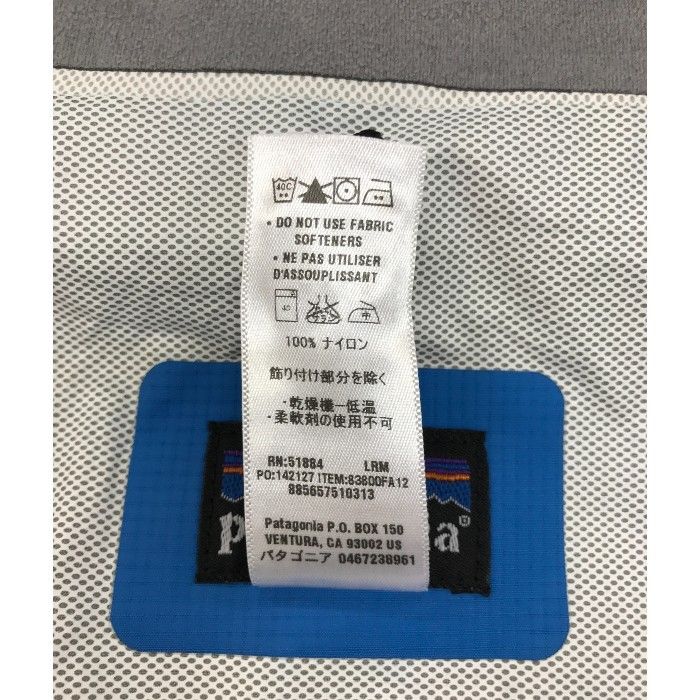 40C
• DO NOT USE FABRIC
SOFTENERS
• NE PAS UTILISER
D'ASSOUPLISSANT
40
中
100% ナイロン
飾り付け部分を除く
・乾燥機ー低温
・柔軟剤の使用不可
RN:51884 LRM
PO:142127 ITEM:83800FA12
885657510313
Patagonia P.O. BOX 150
VENTURA, CA 93002 US
パタゴニア 0467238961
p a®